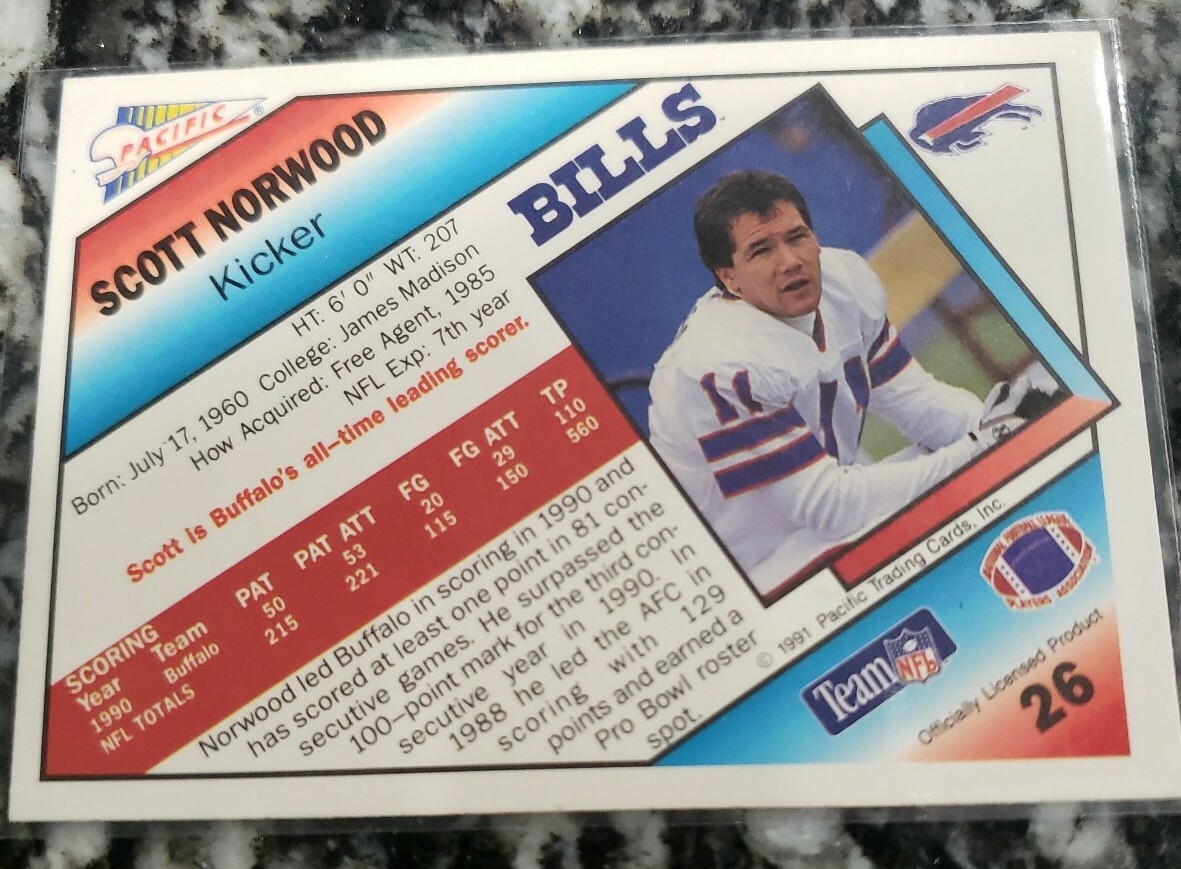 PACIFIC®
SCOTT NORWOOD
Kicker
BILLS
HT: 6' 0" WT: 207
Born: July 17, 1960 College: James Madison
How Acquired: Free Agent, 1985
NFL Exp: 7th year
Scott is Buffalo's all-time leading scorer.
SCORING
Year Team PAT PAT ATT FG FG ATT TP
1990 Buffalo 50 53 20 29 110
NFL TOTALS 215 221 115 150 560
Norwood led Buffalo in scoring in 1990 and
has scored at least one point in 81 con-
secutive games. He surpassed the
100-point mark for the third con-
secutive year in 1990. In
1988 he led the AFC in
scoring with 129
points and earned a
Pro Bowl roster
spot.
11
© 1991 Pacific Trading Cards, Inc.
NATIONAL FOOTBALL LEAGUE
PLAYERS ASSOCIATION
Team NFL
Officially Licensed Product
26